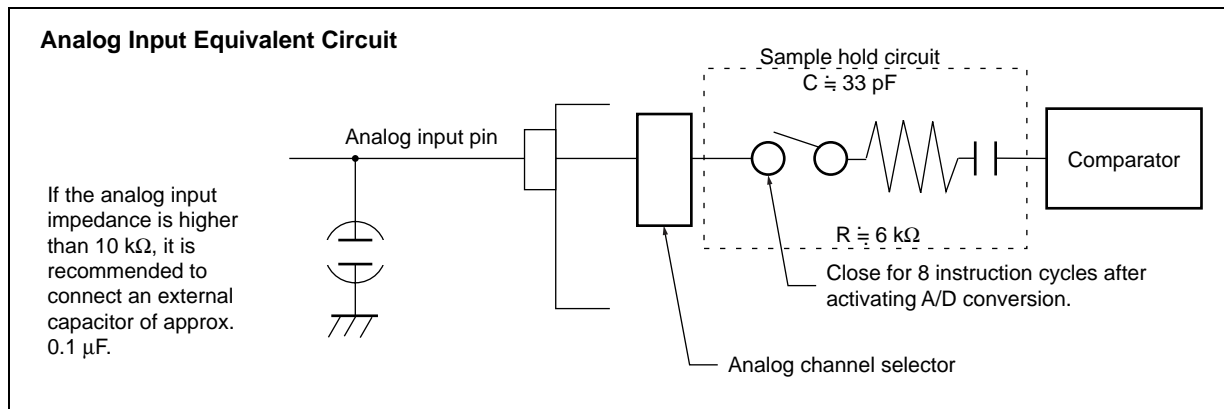 Analog Input Equivalent Circuit
Sample hold circuit
C ≒ 33 pF
Analog input pin
Comparator
If the analog input
impedance is higher
than 10 kΩ, it is
recommended to
connect an external
capacitor of approx.
0.1 μF.
R ≒ 6 kΩ
Close for 8 instruction cycles after
activating A/D conversion.
Analog channel selector